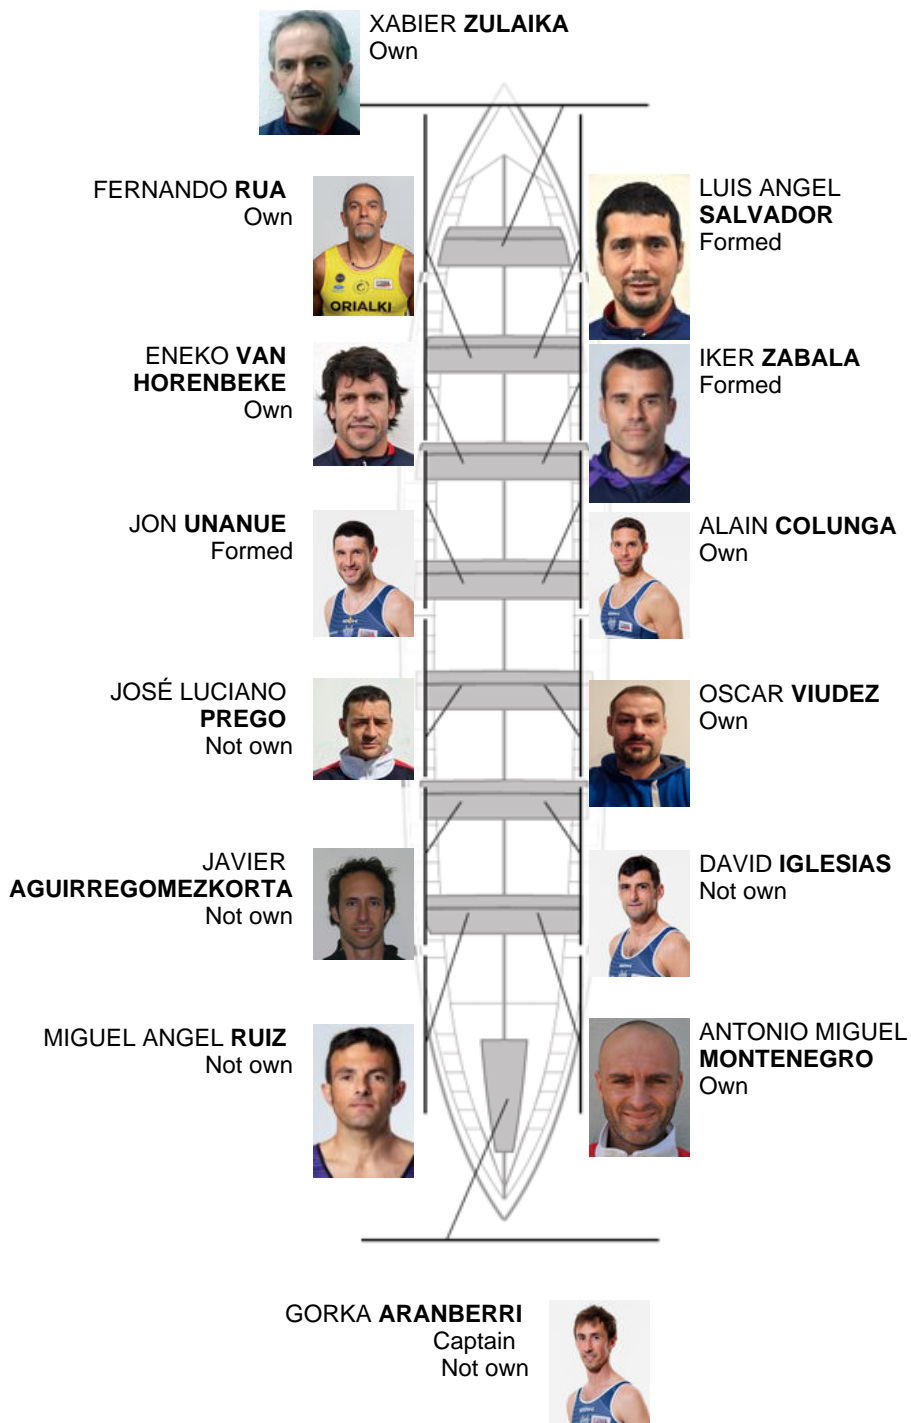 XABIER ZULAIKA
Own
FERNANDO RUA
Own
LUIS ANGEL
SALVADOR
Formed
ORIALKI
ENEKO VAN
HORENBEKE
Own
IKER ZABALA
Formed
JON UNANUE
Formed
ALAIN COLUNGA
Own
JOSÉ LUCIANO
PREGO
Not own
OSCAR VIUDEZ
Own
JAVIER
AGUIRREGOMEZKORTA
Not own
DAVID IGLESIAS
Not own
MIGUEL ANGEL RUIZ
Not own
ANTONIO MIGUEL
MONTENEGRO
Own
GORKA ARANBERRI
Captain
Not own